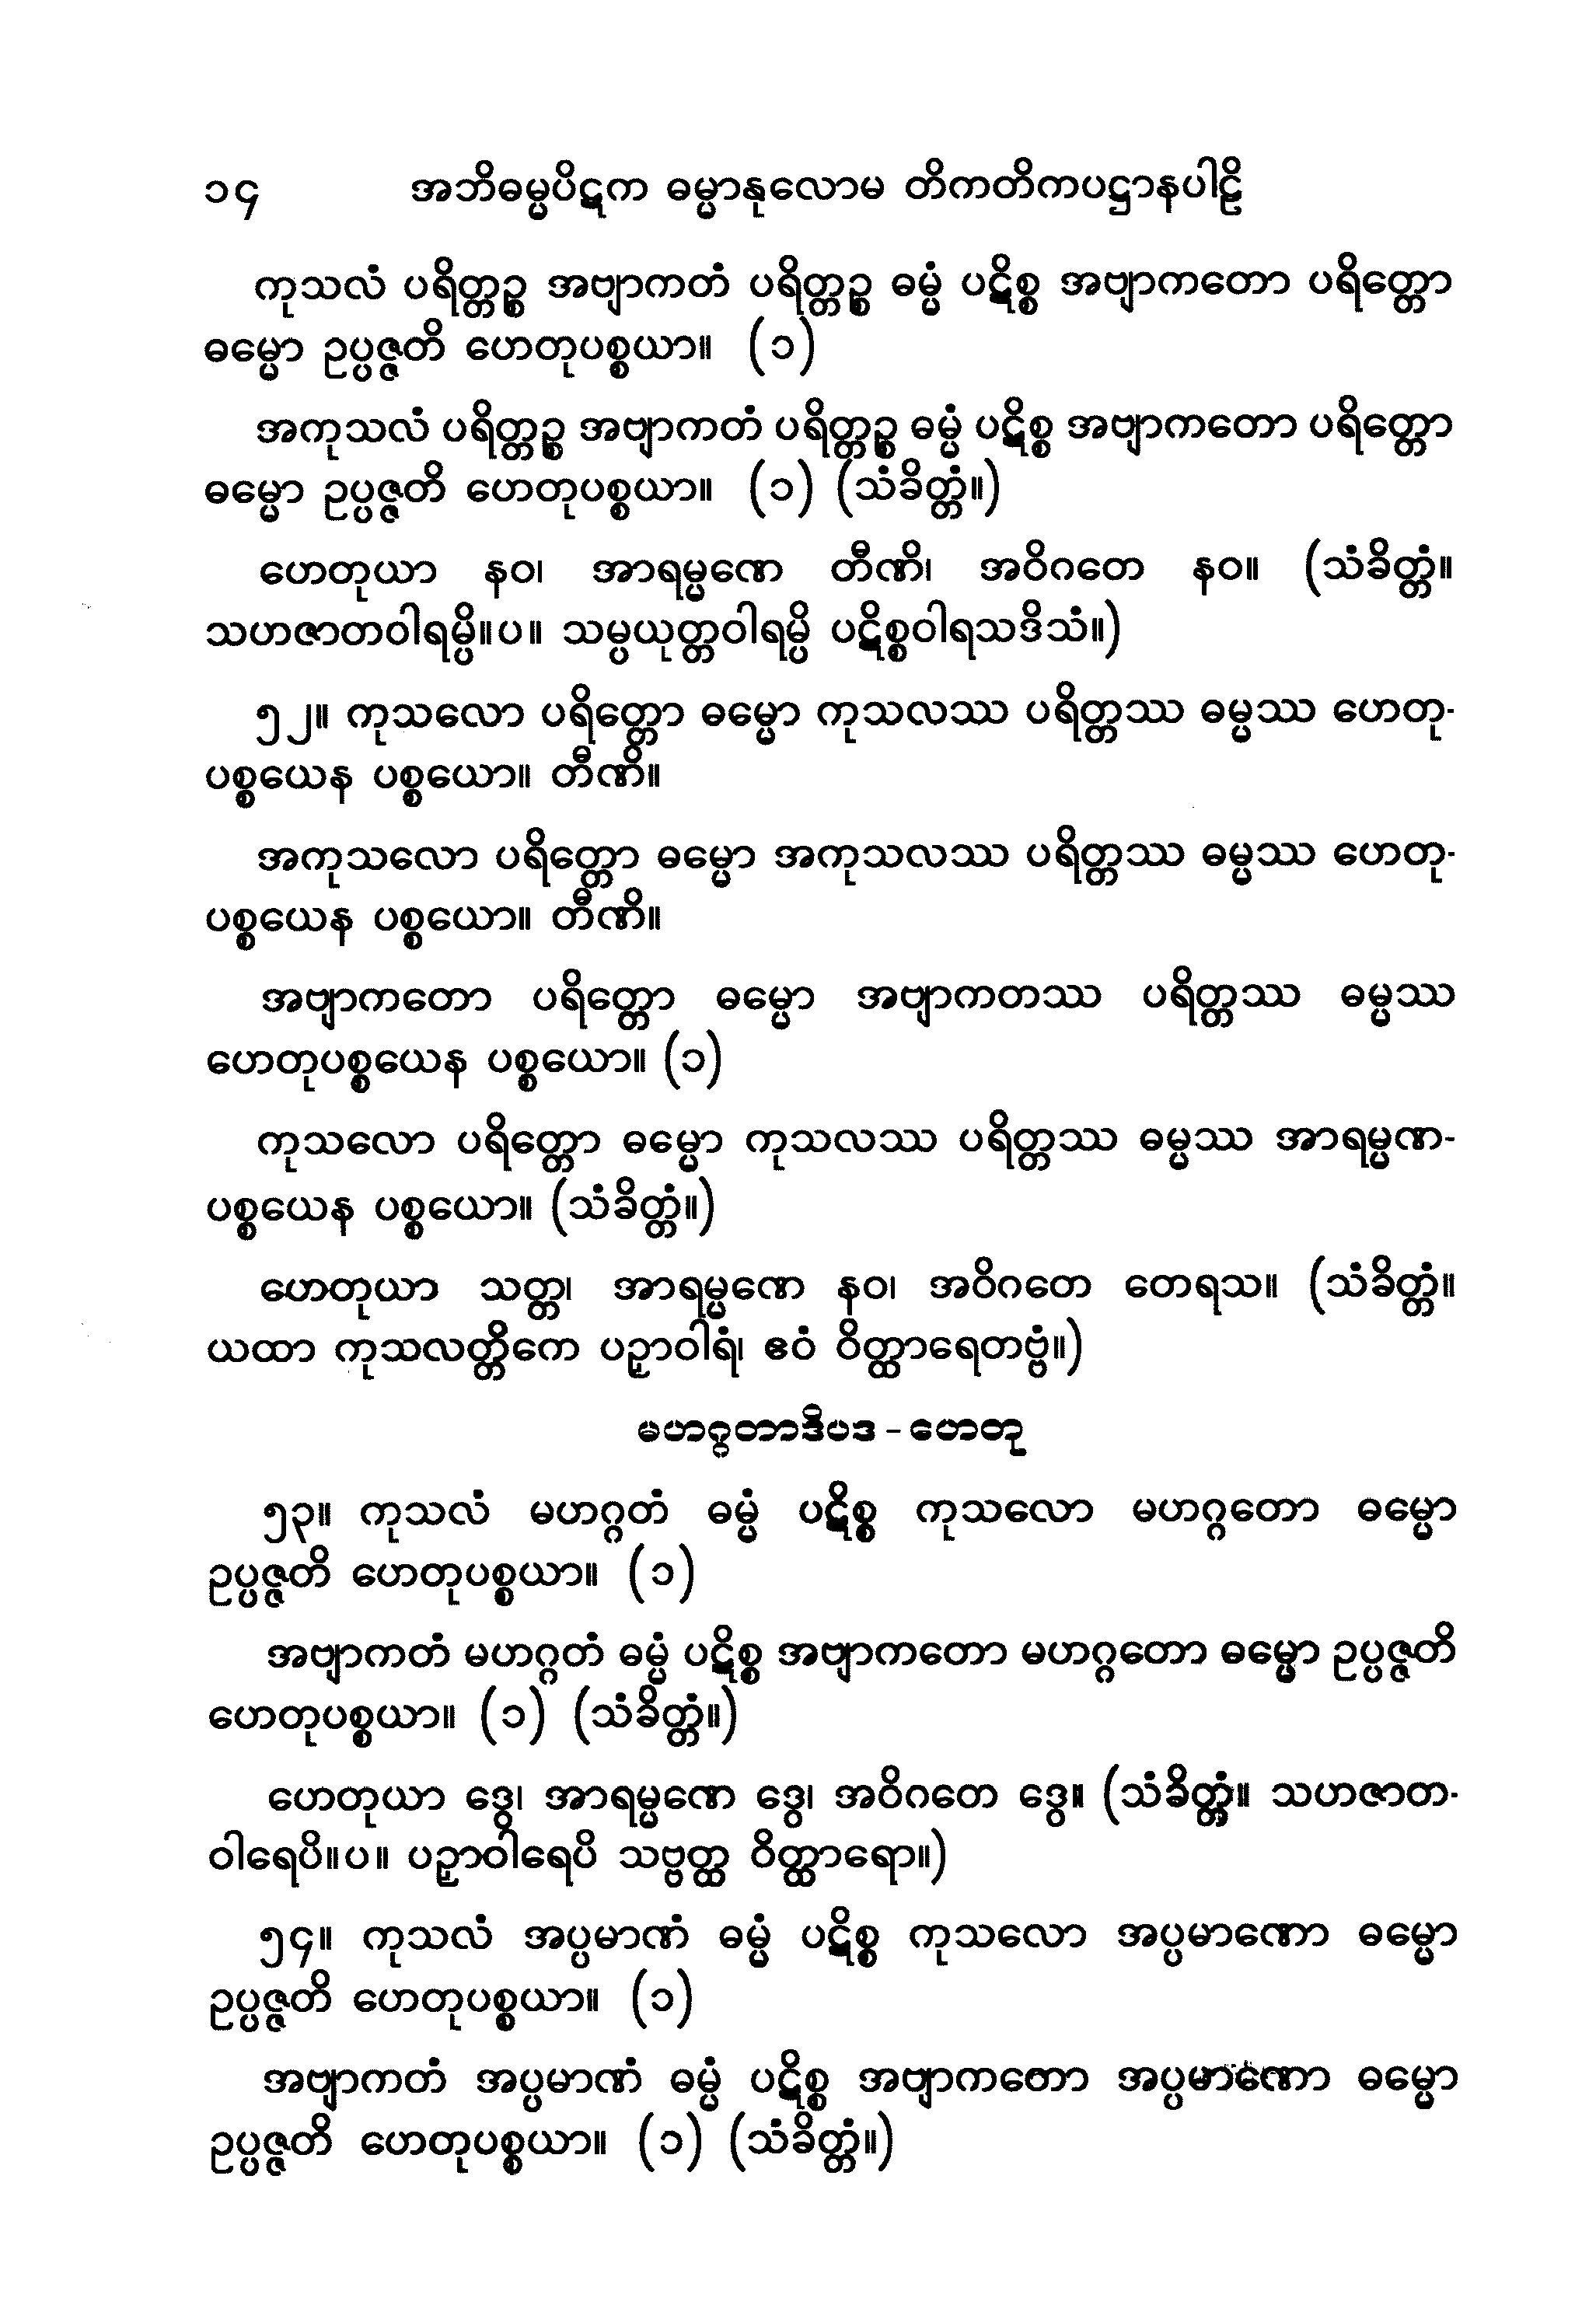 ၁၄ အဘိဓမ္မပိဋက ဓမ္မာနုလောမ တိကတိကပဋ္ဌာနပါဠိ
ကုသလံ ပရိတ္တဉ္စ အဗျာကတံ ပရိတ္တဉ္စ ဓမ္မံ ပဋိစ္စ အဗျာကတော ပရိတ္တော
ဓမ္မော ဥပ္ပဇ္ဇတိ ဟေတုပစ္စယာ။ (၁)
အကုသလံ ပရိတ္တဉ္စ အဗျာကတံ ပရိတ္တဉ္စ ဓမ္မံ ပဋိစ္စ အဗျာကတော ပရိတ္တော
ဓမ္မော ဥပ္ပဇ္ဇတိ ဟေတုပစ္စယာ။ (၁) (သံခိတ္တံ။)
ဟေတုယာ နဝ၊ အာရမ္မဏေ တီဏိ၊ အဝိဂတေ နဝ။ (သံခိတ္တံ။
သဟဇာတဝါရမ္ပိ။ပ။ သမ္ပယုတ္တဝါရမ္ပိ ပဋိစ္စဝါရသဒိသံ။)
၅၂။ ကုသလော ပရိတ္တော ဓမ္မော ကုသလဿ ပရိတ္တဿ ဓမ္မဿ ဟေတု-
ပစ္စယေန ပစ္စယော။ တီဏိ။
အကုသလော ပရိတ္တော ဓမ္မော အကုသလဿ ပရိတ္တဿ ဓမ္မဿ ဟေတု-
ပစ္စယေန ပစ္စယော။ တီဏိ။
အဗျာကတော ပရိတ္တော ဓမ္မော အဗျာကတဿ ပရိတ္တဿ ဓမ္မဿ
ဟေတုပစ္စယေန ပစ္စယော။ (၁)
ကုသလော ပရိတ္တော ဓမ္မော ကုသလဿ ပရိတ္တဿ ဓမ္မဿ အာရမ္မဏ-
ပစ္စယေန ပစ္စယော။ (သံခိတ္တံ။)
ဟေတုယာ သတ္တ၊ အာရမ္မဏေ နဝ၊ အဝိဂတေ တေရသ။ (သံခိတ္တံ။
ယထာ ကုသလတ္တိကေ ပဉှာဝါရံ၊ ဧဝံ ဝိတ္ထာရေတဗ္ဗံ။)
မဟဂ္ဂတာဒိပဒ - ဟေတု
၅၃။ ကုသလံ မဟဂ္ဂတံ ဓမ္မံ ပဋိစ္စ ကုသလော မဟဂ္ဂတော ဓမ္မော
ဥပ္ပဇ္ဇတိ ဟေတုပစ္စယာ။ (၁)
အဗျာကတံ မဟဂ္ဂတံ ဓမ္မံ ပဋိစ္စ အဗျာကတော မဟဂ္ဂတော ဓမ္မော ဥပ္ပဇ္ဇတိ
ဟေတုပစ္စယာ။ (၁) (သံခိတ္တံ။)
ဟေတုယာ ဒွေ၊ အာရမ္မဏေ ဒွေ၊ အဝိဂတေ ဒွေ။ (သံခိတ္တံ။ သဟဇာတ-
ဝါရေပိ။ပ။ ပဉှာဝါရေပိ သဗ္ဗတ္ထ ဝိတ္ထာရော။)
၅၄။ ကုသလံ အပ္ပမာဏံ ဓမ္မံ ပဋိစ္စ ကုသလော အပ္ပမာဏော ဓမ္မော
ဥပ္ပဇ္ဇတိ ဟေတုပစ္စယာ။ (၁)
အဗျာကတံ အပ္ပမာဏံ ဓမ္မံ ပဋိစ္စ အဗျာကတော အပ္ပမာဏော ဓမ္မော
ဥပ္ပဇ္ဇတိ ဟေတုပစ္စယာ။ (၁) (သံခိတ္တံ။)